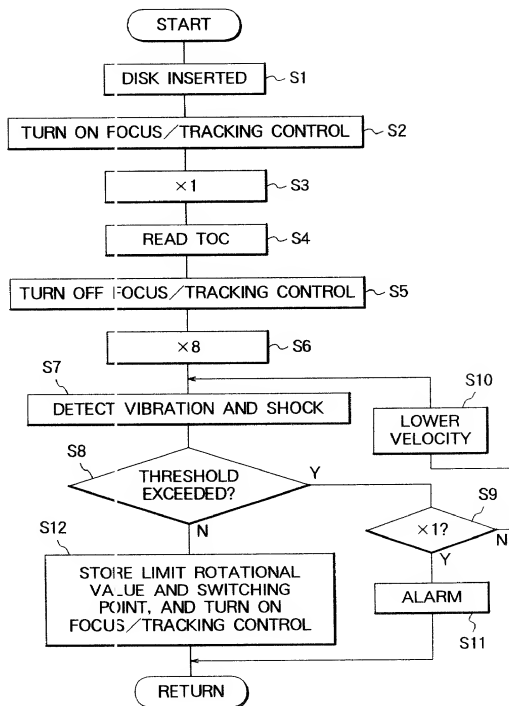 START
DISK INSERTED
S1
TURN ON FOCUS/TRACKING CONTROL
S2
×1
S3
READ TOC
S4
TURN OFF FOCUS/TRACKING CONTROL
S5
×8
S6
S7
DETECT VIBRATION AND SHOCK
S10
LOWER
VELOCITY
S8
THRESHOLD
EXCEEDED?
Y
N
S9
×1?
N
Y
S12
STORE LIMIT ROTATIONAL
VALUE AND SWITCHING
POINT, AND TURN ON
FOCUS/TRACKING CONTROL
ALARM
S11
RETURN